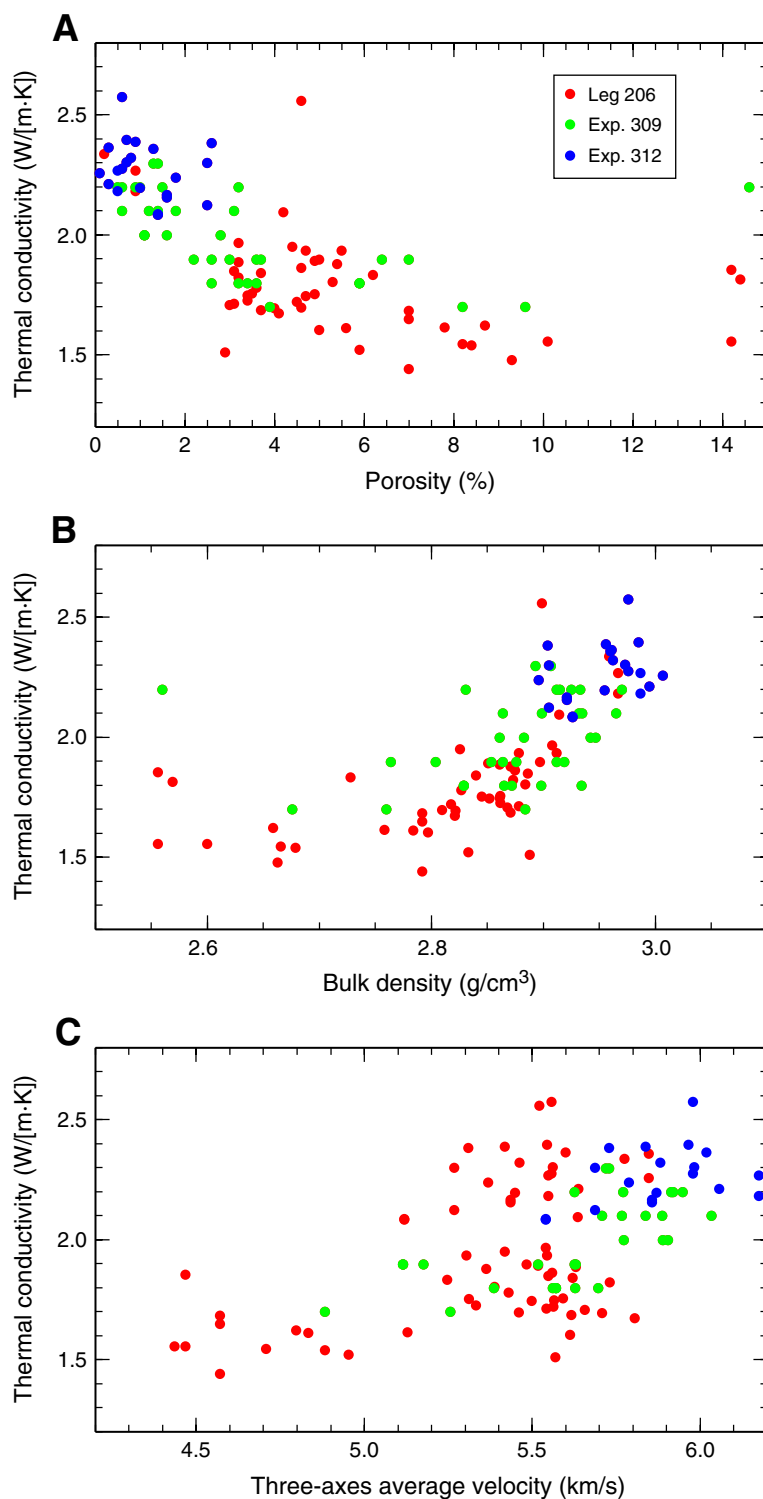 A
Thermal conductivity (W/[m·K])
2.5
2.0
1.5
Leg 206
Exp. 309
Exp. 312
0 2 4 6 8 10 12 14
Porosity (%)
B
Thermal conductivity (W/[m·K])
2.5
2.0
1.5
2.6 2.8 3.0
Bulk density (g/cm³)
C
Thermal conductivity (W/[m·K])
2.5
2.0
1.5
4.5 5.0 5.5 6.0
Three-axes average velocity (km/s)